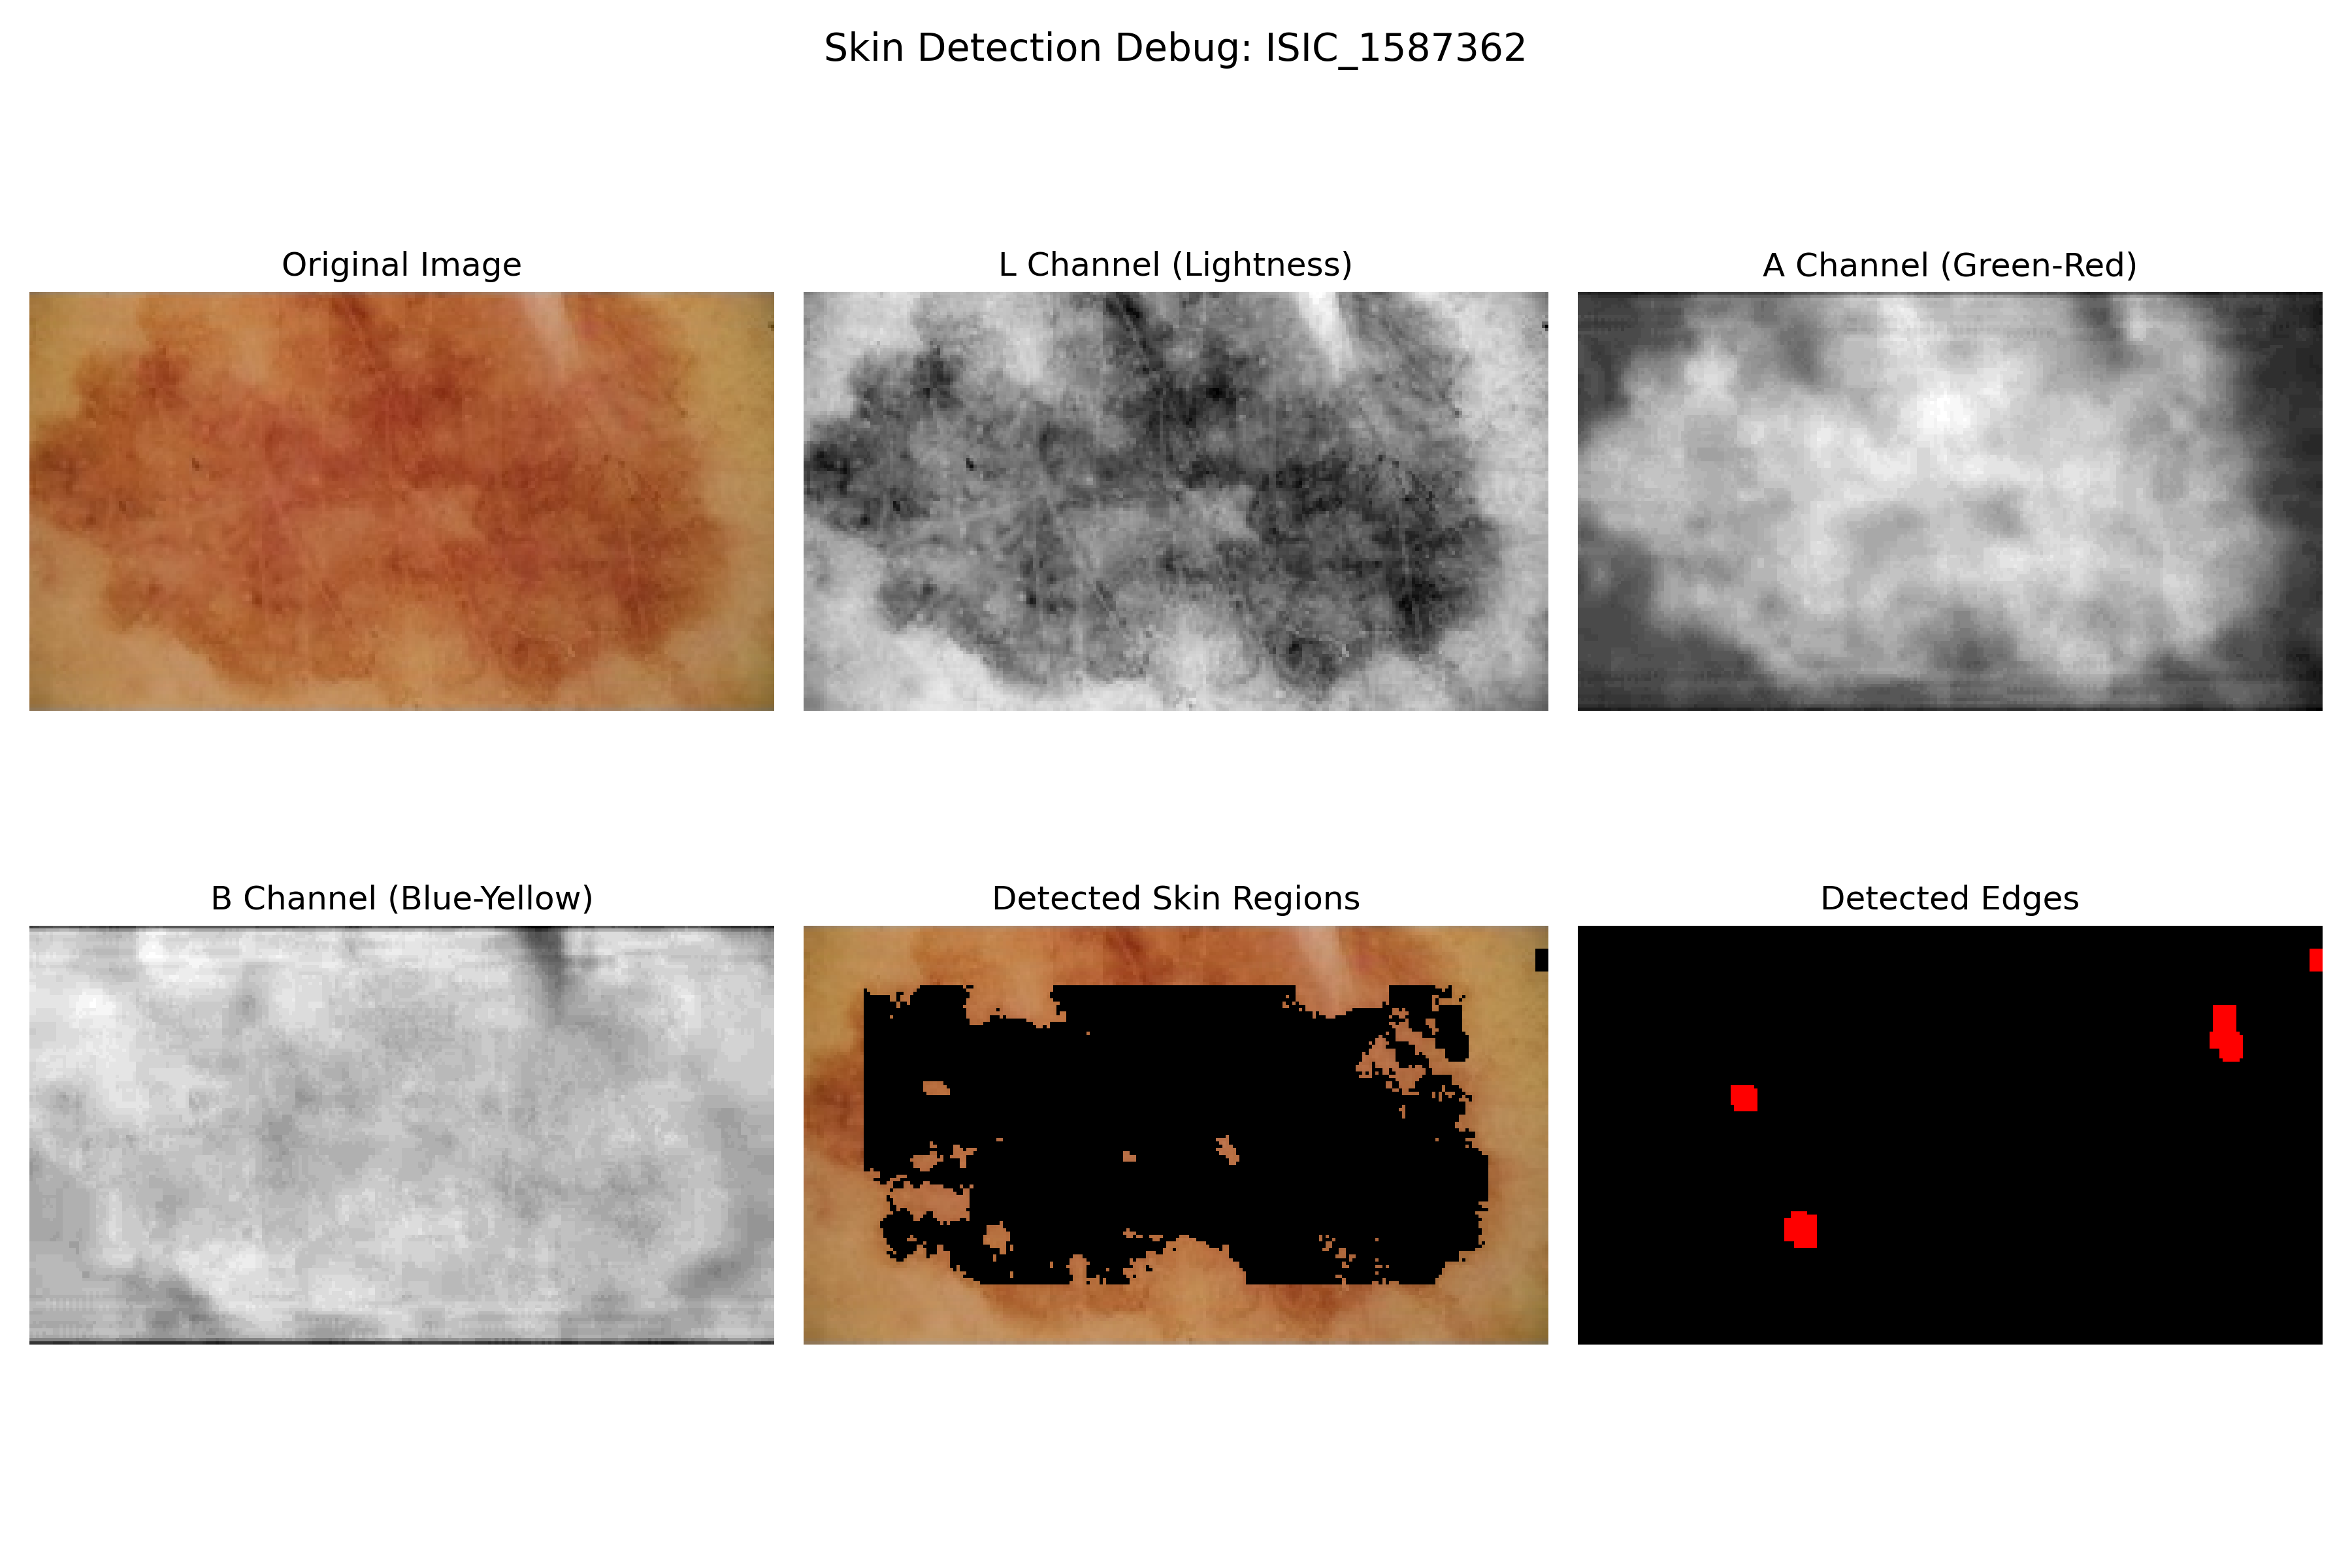 Skin Detection Debug: ISIC_1587362
Original Image
L Channel (Lightness)
A Channel (Green-Red)
B Channel (Blue-Yellow)
Detected Skin Regions
Detected Edges